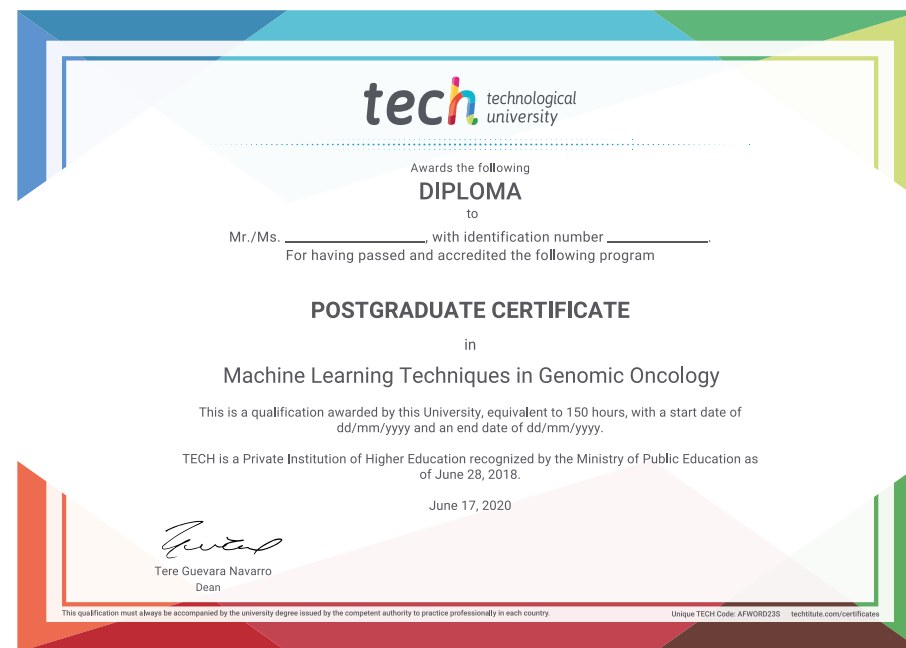 tech technological
university
Awards the following
DIPLOMA
to
Mr./Ms. ____________________, with identification number ______________.
For having passed and accredited the following program
POSTGRADUATE CERTIFICATE
in
Machine Learning Techniques in Genomic Oncology
This is a qualification awarded by this University, equivalent to 150 hours, with a start date of
dd/mm/yyyy and an end date of dd/mm/yyyy.
TECH is a Private Institution of Higher Education recognized by the Ministry of Public Education as
of June 28, 2018.
June 17, 2020
Tere Guevara Navarro
Dean
This qualification must always be accompanied by the university degree issued by the competent authority to practice professionally in each country.
Unique TECH Code: AFWORD23S techtitute.com/certificates